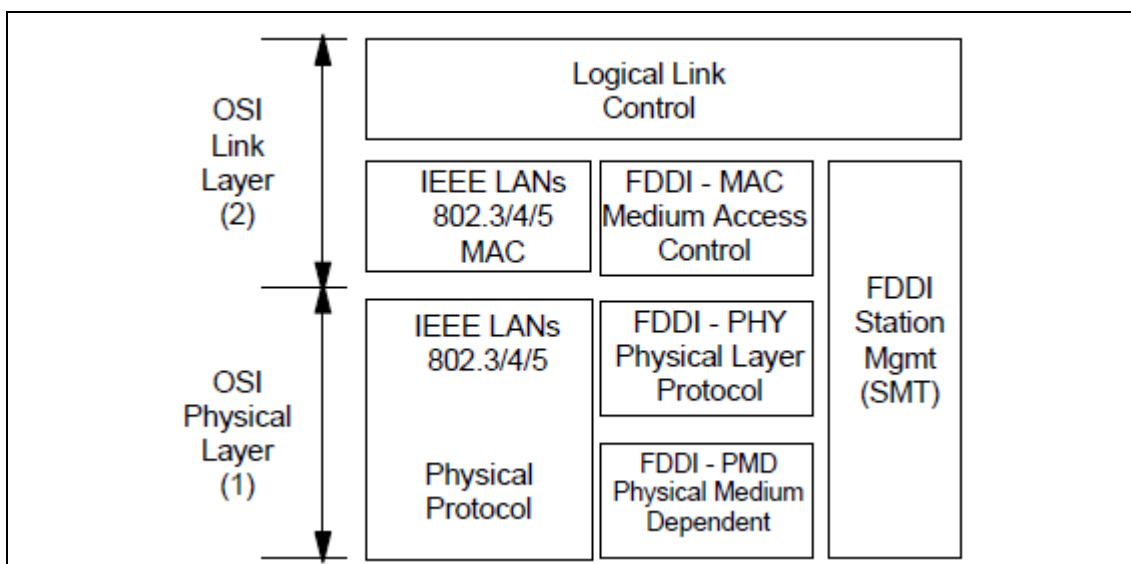 Logical Link
Control
OSI
Link
Layer
(2)
IEEE LANs
802.3/4/5
MAC
FDDI - MAC
Medium Access
Control
FDDI
Station
Mgmt
(SMT)
OSI
Physical
Layer
(1)
IEEE LANs
802.3/4/5
Physical
Protocol
FDDI - PHY
Physical Layer
Protocol
FDDI - PMD
Physical Medium
Dependent